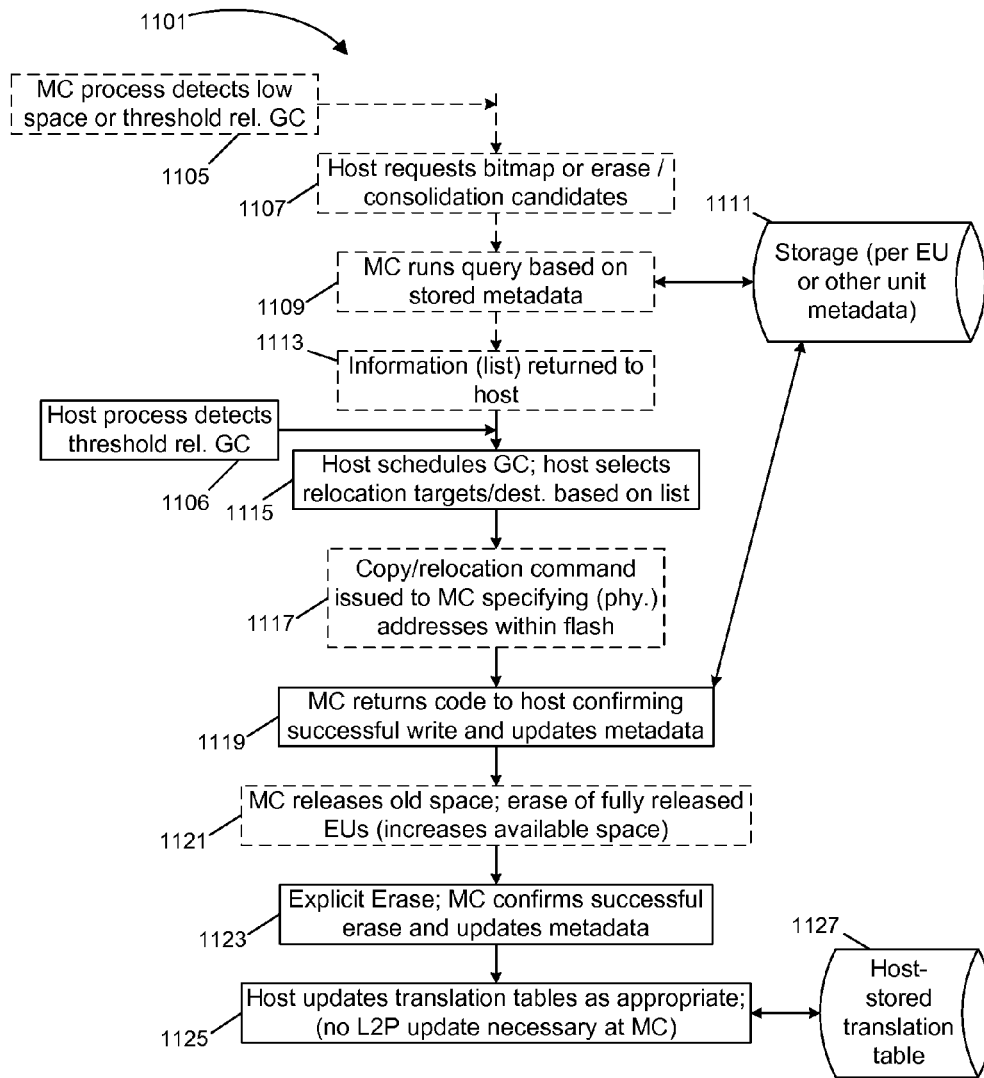 1101
MC process detects low
space or threshold rel. GC
1105
Host requests bitmap or erase /
consolidation candidates
1107
1111
Storage (per EU
or other unit
metadata)
MC runs query based on
stored metadata
1109
1113
Information (list) returned to
host
Host process detects
threshold rel. GC
1106
Host schedules GC; host selects
relocation targets/dest. based on list
1115
Copy/relocation command
issued to MC specifying (phy.)
addresses within flash
1117
MC returns code to host confirming
successful write and updates metadata
1119
MC releases old space; erase of fully released
EUs (increases available space)
1121
Explicit Erase; MC confirms successful
erase and updates metadata
1123
1127
Host-
stored
translation
table
Host updates translation tables as appropriate;
(no L2P update necessary at MC)
1125